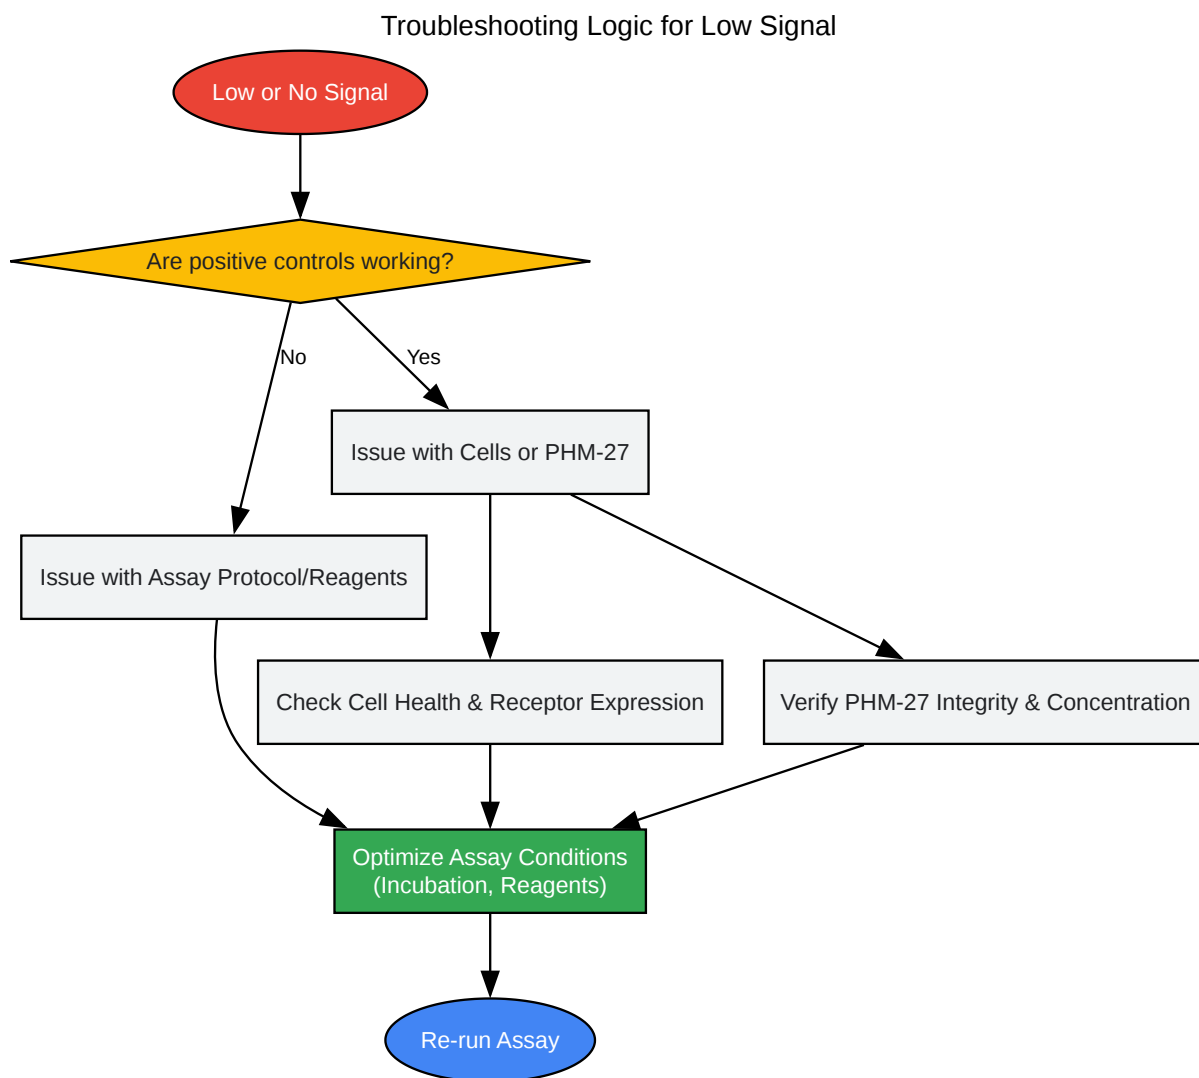 Troubleshooting Logic for Low Signal
Low or No Signal
Are positive controls working?
No
Yes
Issue with Cells or PHM-27
Issue with Assay Protocol/Reagents
Check Cell Health & Receptor Expression
Verify PHM-27 Integrity & Concentration
Optimize Assay Conditions
(Incubation, Reagents)
Re-run Assay